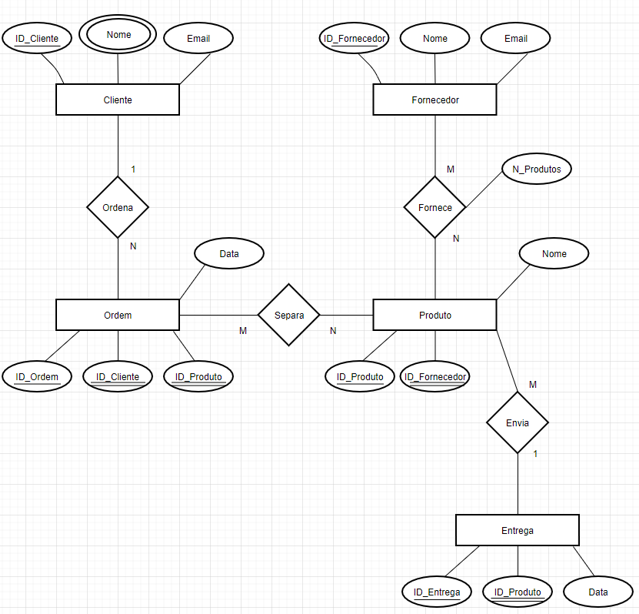 ID_Cliente
Nome
Email
ID_Fornecedor
Nome
Email
Cliente
Fornecedor
1
M
N_Produtos
Ordena
Fornece
N
N
Data
Nome
Ordem
Separa
Produto
M
N
ID_Ordem
ID_Cliente
ID_Produto
ID_Produto
ID_Fornecedor
M
Envia
1
Entrega
ID_Entrega
ID_Produto
Data